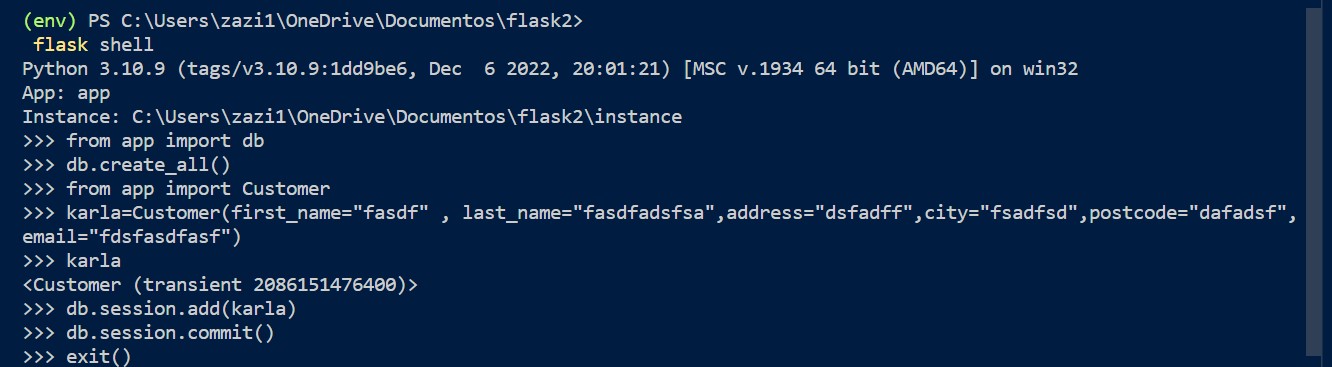 (env) PS C:\Users\zazi1\OneDrive\Documentos\flask2>
flask shell
Python 3.10.9 (tags/v3.10.9:1dd9be6, Dec  6 2022, 20:01:21) [MSC v.1934 64 bit (AMD64)] on win32
App: app
Instance: C:\Users\zazi1\OneDrive\Documentos\flask2\instance
>>> from app import db
>>> db.create_all()
>>> from app import Customer
>>> karla=Customer(first_name="fasdf" , last_name="fasdfadsfsa",address="dsfadff",city="fsadfsd",postcode="dafadsf",
email="fdsfasdfasf")
>>> karla
<Customer (transient 2086151476400)>
>>> db.session.add(karla)
>>> db.session.commit()
>>> exit()